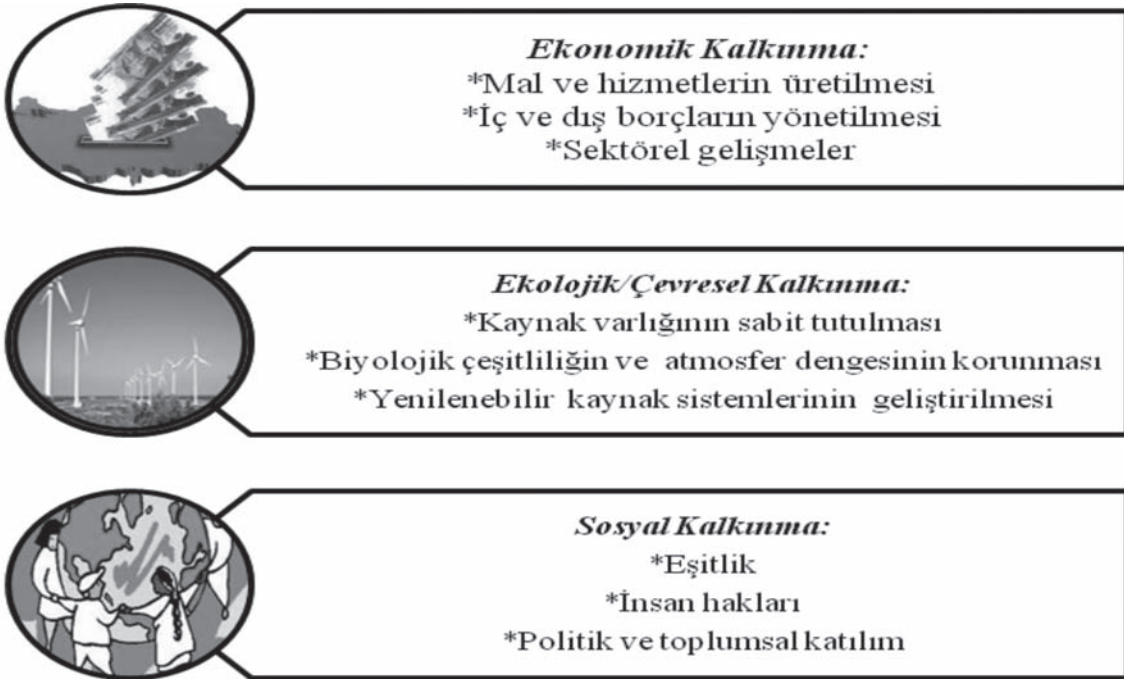 Ekonomik Kalkınma:
*Mal ve hizmetlerin üretilmesi
*İç ve dış borçların yönetilmesi
*Sektörel gelişmeler
Ekolojik/Çevresel Kalkınma:
*Kaynak varlığının sabit tutulması
*Biyolojik çeşitliliğin ve atmosfer dengesinin korunması
*Yenilenebilir kaynak sistemlerinin geliştirilmesi
Sosyal Kalkınma:
*Eşitlik
*İnsan hakları
*Politik ve toplumsal katılım